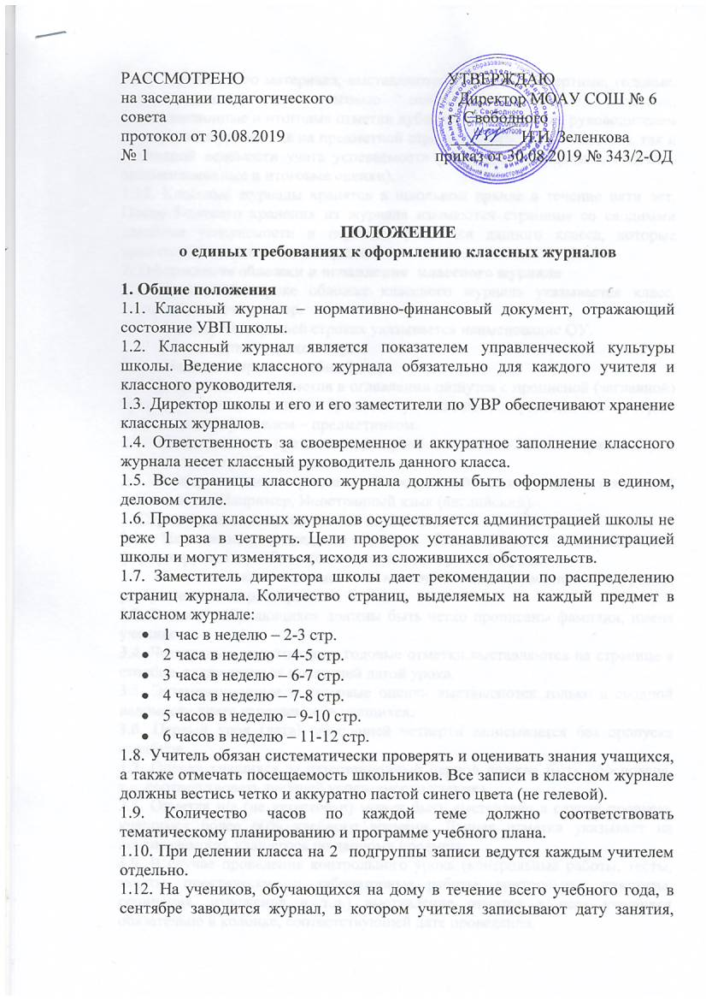 РАССМОТРЕНО
на заседании педагогического
совета
протокол от 30.08.2019
№ 1
УТВЕРЖДАЮ
Директор МОАУ СОШ № 6
г. Свободного
Н.И. Зеленкова
приказ от 30.08.2019 № 343/2-ОД
ПОЛОЖЕНИЕ
о единых требованиях к оформлению классных журналов
1. Общие положения
1.1. Классный журнал – нормативно-финансовый документ, отражающий
состояние УВП школы.
1.2. Классный журнал является показателем управленческой культуры
школы. Ведение классного журнала обязательно для каждого учителя и
классного руководителя.
1.3. Директор школы и его и его заместители по УВР обеспечивают хранение
классных журналов.
1.4. Ответственность за своевременное и аккуратное заполнение классного
журнала несет классный руководитель данного класса.
1.5. Все страницы классного журнала должны быть оформлены в едином,
деловом стиле.
1.6. Проверка классных журналов осуществляется администрацией школы не
реже 1 раза в четверть. Цели проверок устанавливаются администрацией
школы и могут изменяться, исходя из сложившихся обстоятельств.
1.7. Заместитель директора школы дает рекомендации по распределению
страниц журнала. Количество страниц, выделяемых на каждый предмет в
классном журнале:
• 1 час в неделю – 2-3 стр.
• 2 часа в неделю – 4-5 стр.
• 3 часа в неделю – 6-7 стр.
• 4 часа в неделю – 7-8 стр.
• 5 часов в неделю – 9-10 стр.
• 6 часов в неделю – 11-12 стр.
1.8. Учитель обязан систематически проверять и оценивать знания учащихся,
а также отмечать посещаемость школьников. Все записи в классном журнале
должны вестись четко и аккуратно пастой синего цвета (не гелевой).
1.9. Количество часов по каждой теме должно соответствовать
тематическому планированию и программе учебного плана.
1.10. При делении класса на 2 подгруппы записи ведутся каждым учителем
отдельно.
1.12. На учеников, обучающихся на дому в течение всего учебного года, в
сентябре заводится журнал, в котором учителя записывают дату занятия,